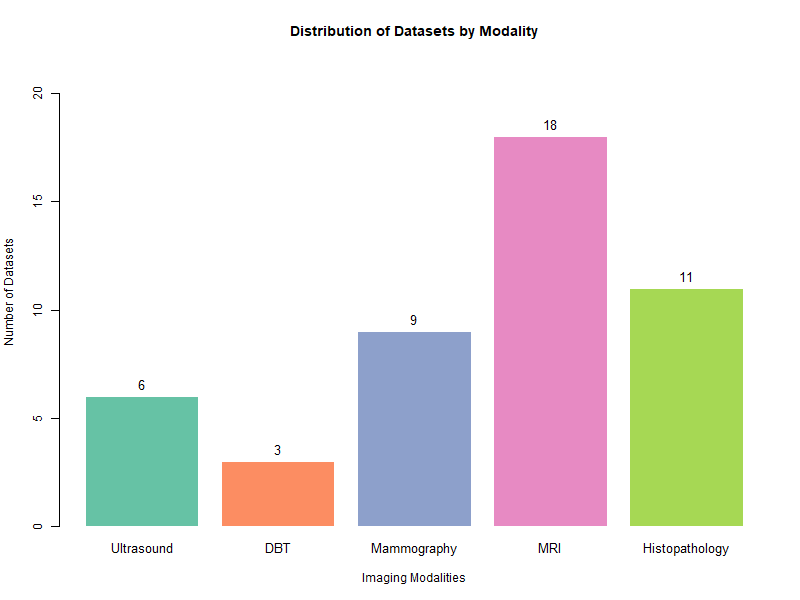 Distribution of Datasets by Modality
Number of Datasets
20
15
10
5
0
6
3
9
18
11
Ultrasound
DBT
Mammography
MRI
Histopathology
Imaging Modalities